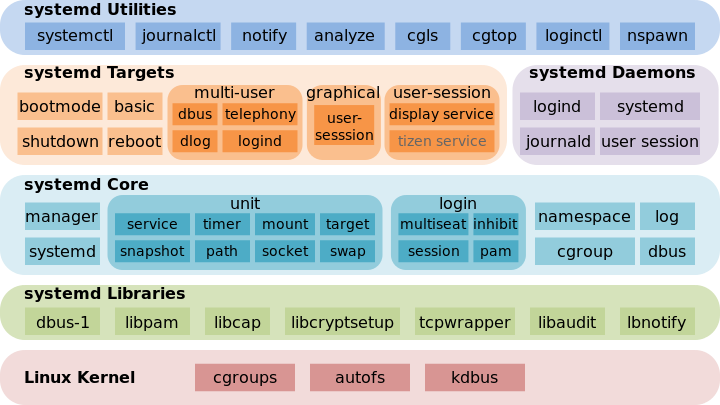 systemd Utilities
systemctl journalctl notify analyze cgls cgtop loginctl nspawn
systemd Targets
bootmode basic
shutdown reboot
multi-user
dbus telephony
dlog logind
graphical
user-
sesssion
user-session
display service
tizen service
systemd Daemons
logind systemd
journald user session
systemd Core
manager
systemd
unit
service timer mount target
snapshot path socket swap
login
multiseat inhibit
session pam
namespace log
cgroup dbus
systemd Libraries
dbus-1 libpam libcap libcryptsetup tcpwrapper libaudit lbnotify
Linux Kernel cgroups autofs kdbus